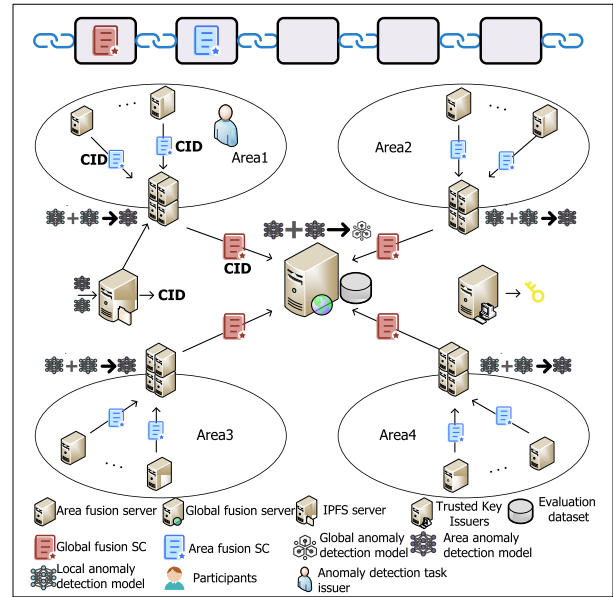 ...
...
CID
CID
Area1
Area2
CID
CID
Area3
Area4
...
...
Area fusion server
Global fusion server
IPFS server
Trusted Key
Issuers
Evaluation
dataset
Global fusion SC
Area fusion SC
Global anomaly
detection model
Area anomaly
detection model
Local anomaly
detection model
Participants
Anomaly detection task
issuer